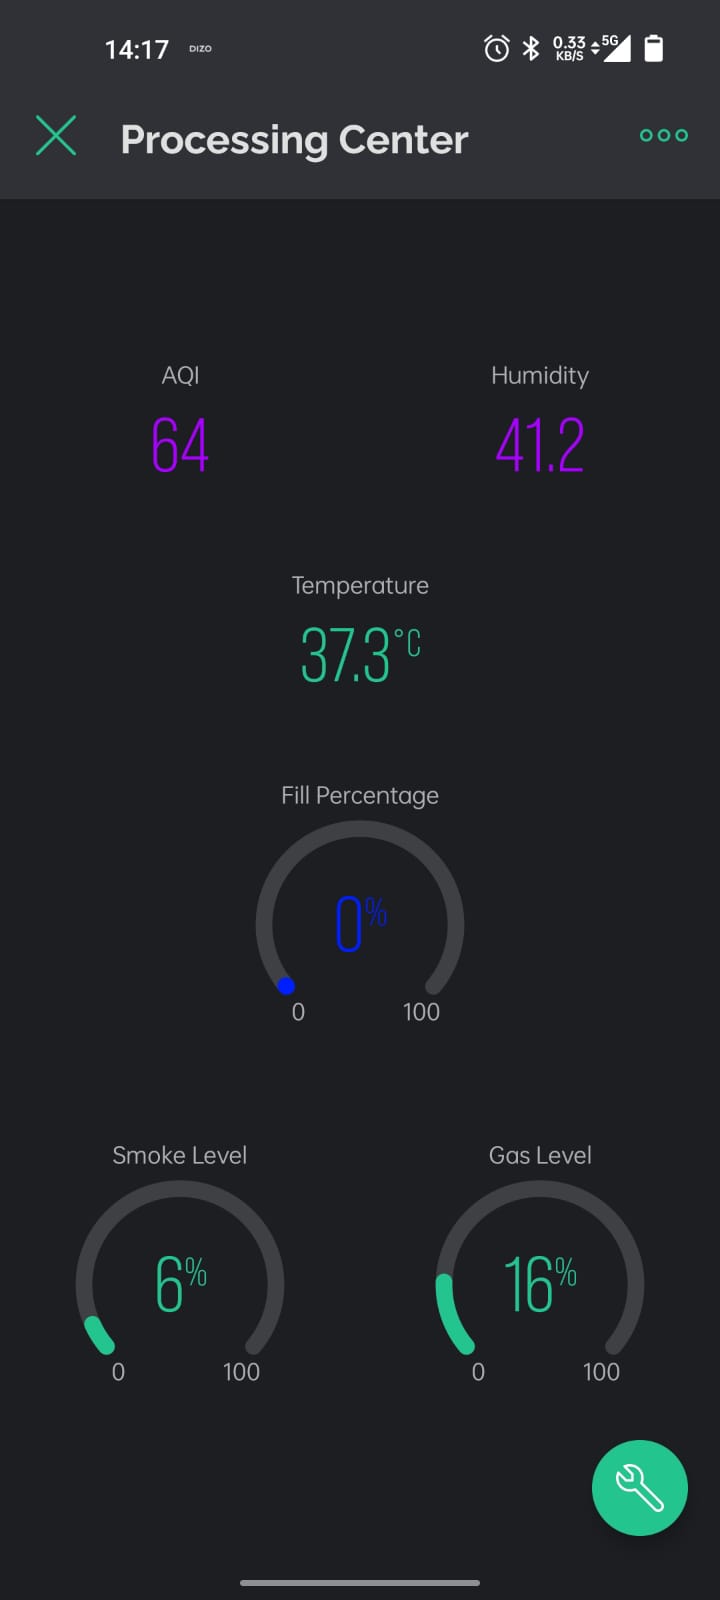 14:17 DIZO 0.33 KB/S 5G
Processing Center
AQI Humidity
64 41.2
Temperature
37.3°C
Fill Percentage
0%
0 100
Smoke Level Gas Level
6% 16%
0 100 0 100